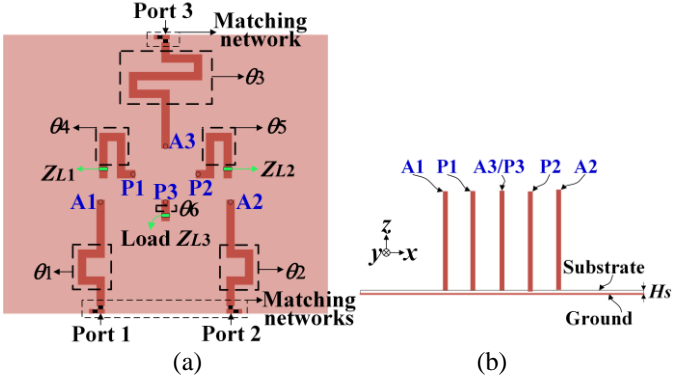 Port 3
Matching
network
θ3
θ4
θ5
A3
ZL1
ZL2
P1
P2
P3
A1
θ6
A2
Load ZL3
θ1
θ2
Matching
networks
Port 1
Port 2
(a)
A1 P1 A3/P3 P2 A2
z
y x
Substrate
Hs
Ground
(b)